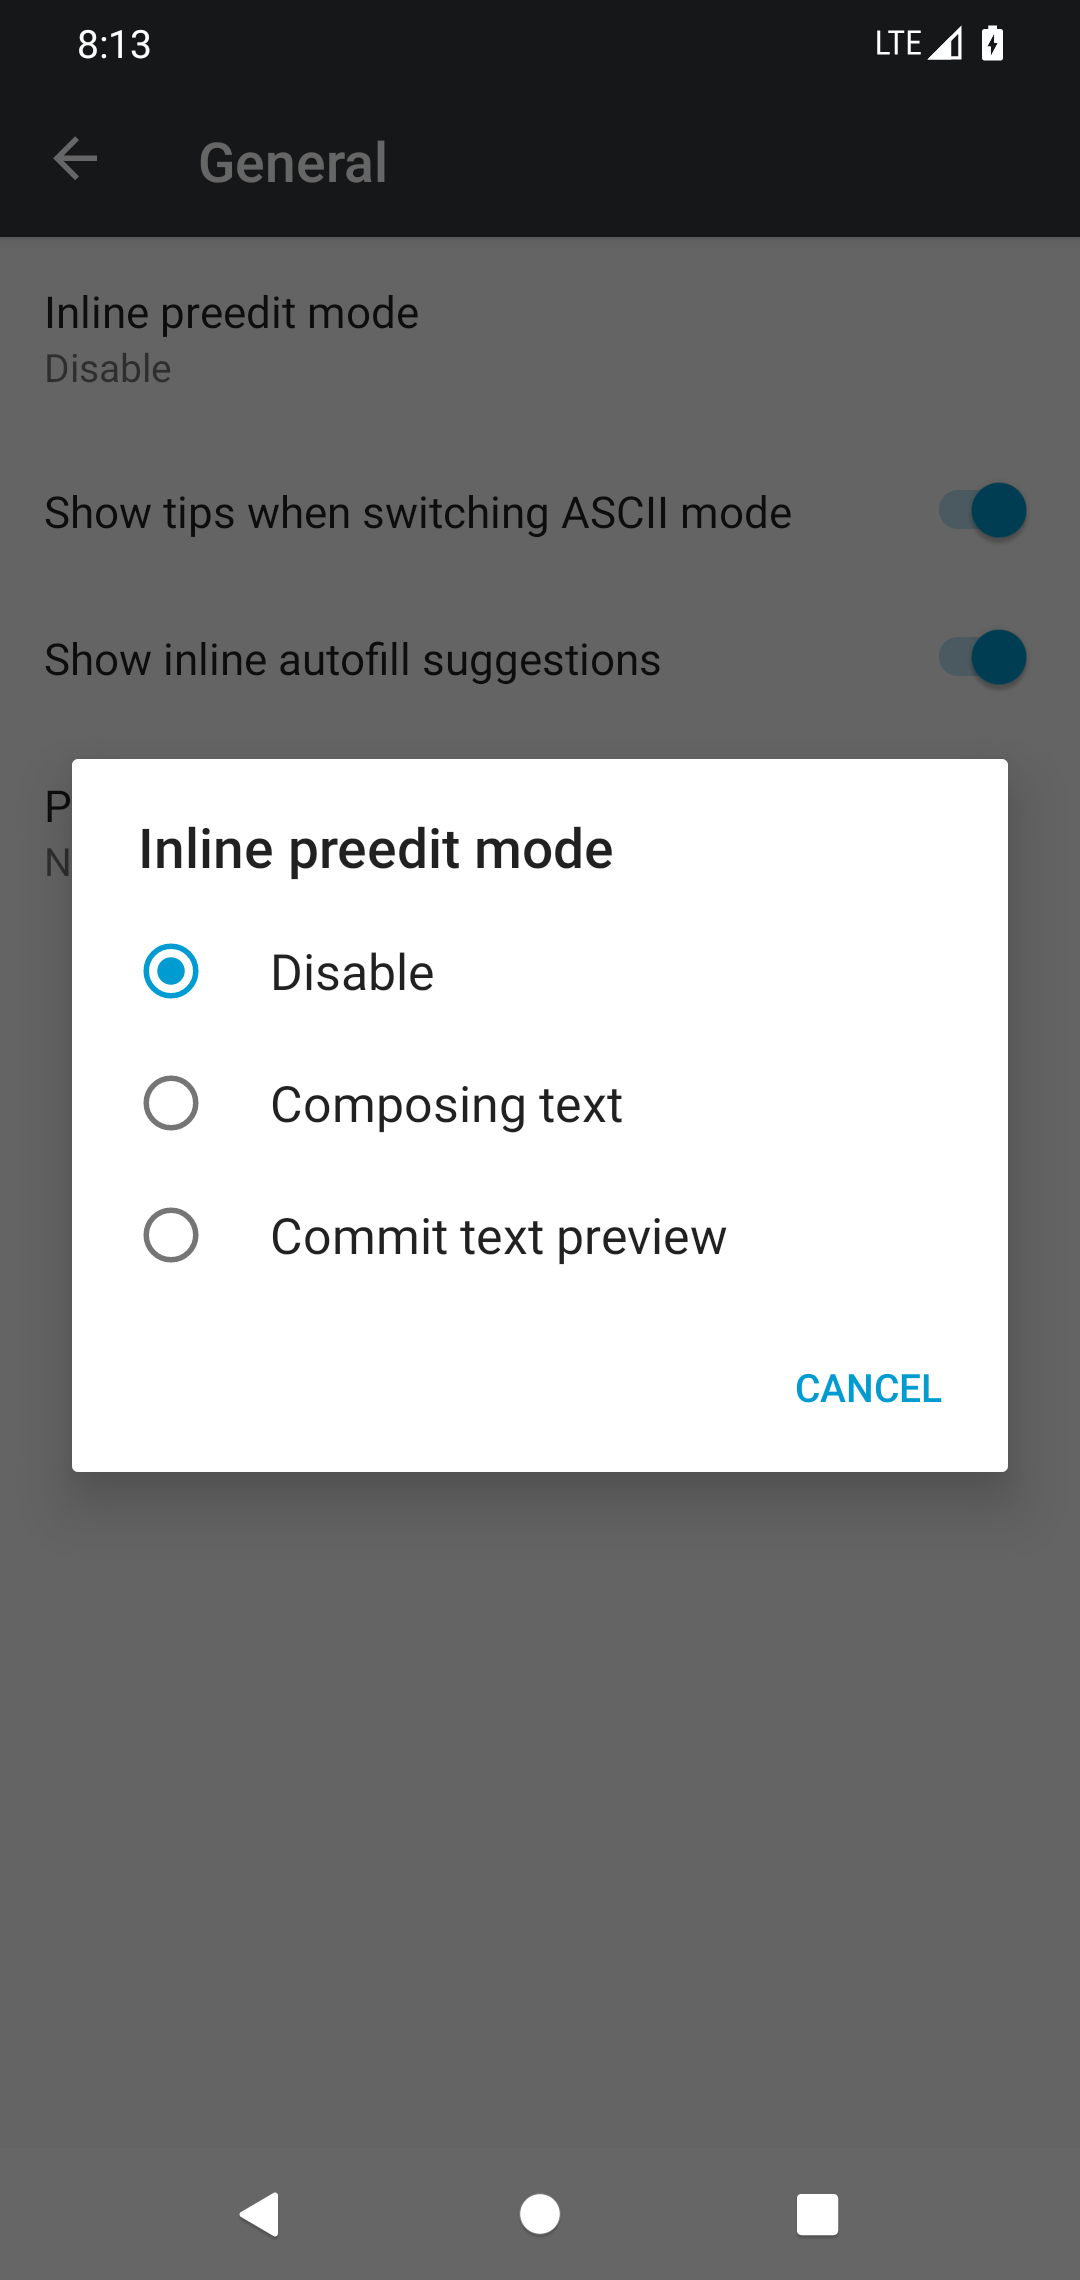 8:13
LTE
General
Inline preedit mode
Disable
Show tips when switching ASCII mode
Show inline autofill suggestions
Inline preedit mode
Disable
Composing text
Commit text preview
CANCEL